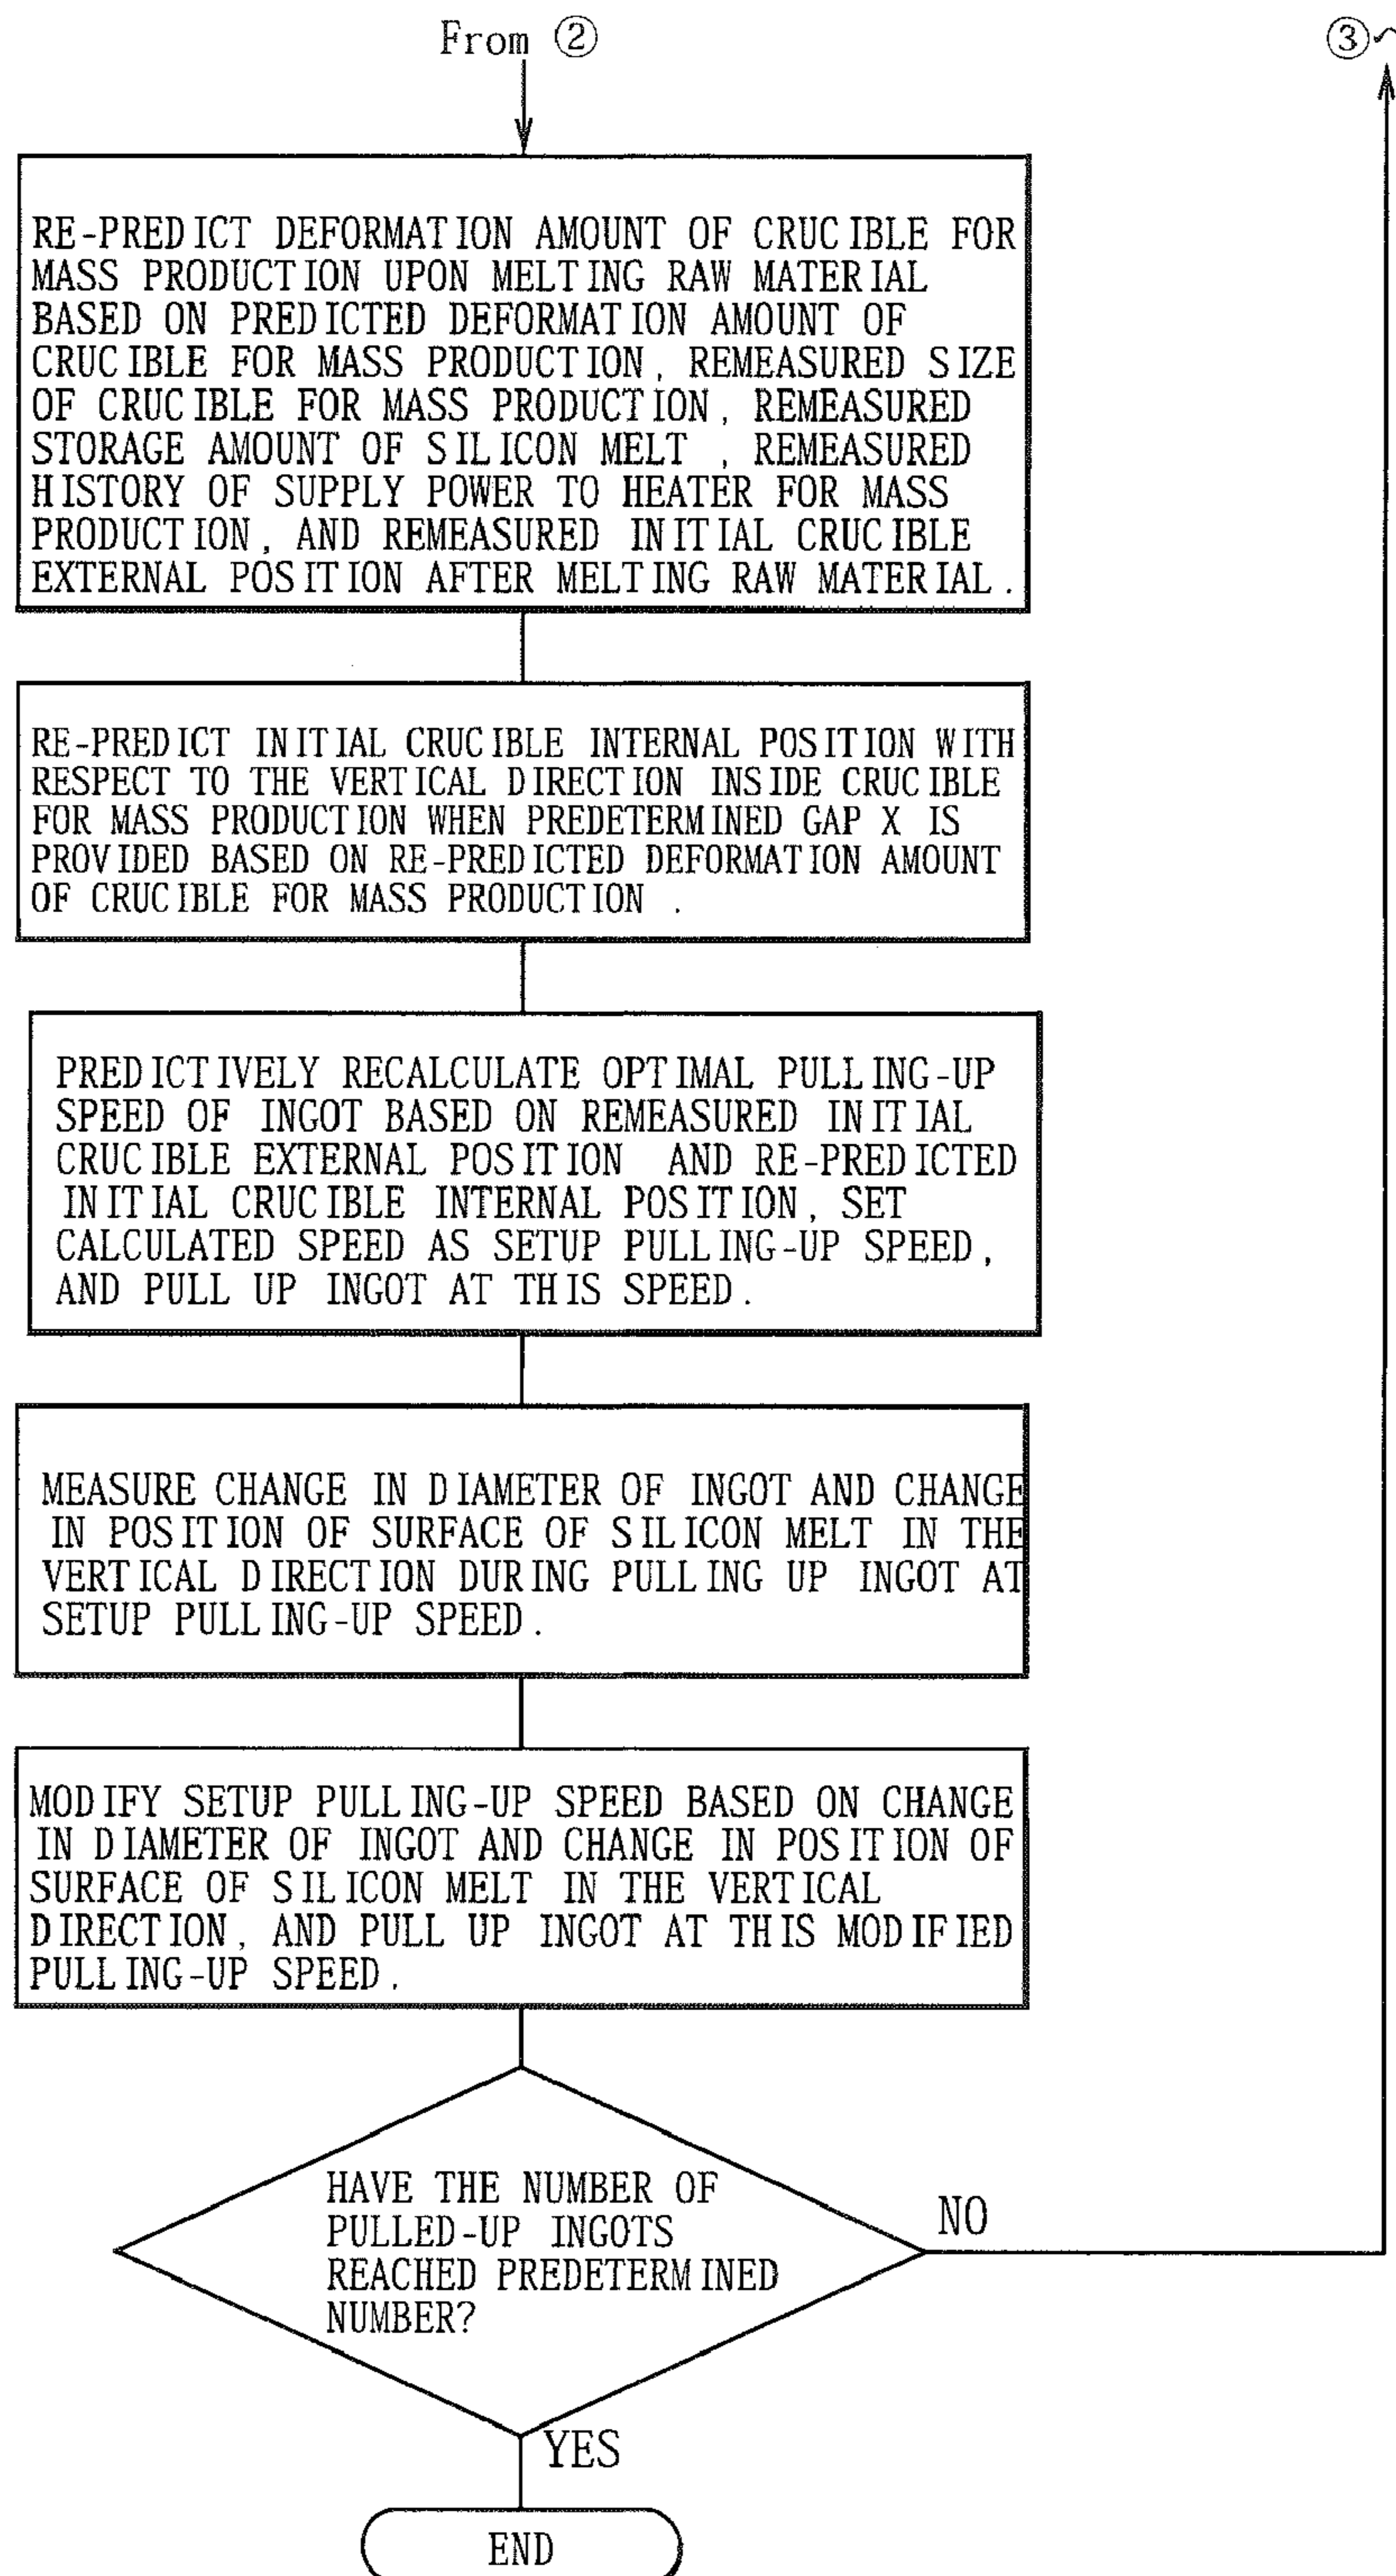 From ②
③へ
RE-PREDICT DEFORMATION AMOUNT OF CRUCIBLE FOR
MASS PRODUCTION UPON MELTING RAW MATERIAL
BASED ON PREDICTED DEFORMATION AMOUNT OF
CRUCIBLE FOR MASS PRODUCTION, REMEASURED SIZE
OF CRUCIBLE FOR MASS PRODUCTION, REMEASURED
STORAGE AMOUNT OF SILICON MELT , REMEASURED
HISTORY OF SUPPLY POWER TO HEATER FOR MASS
PRODUCTION, AND REMEASURED INITIAL CRUCIBLE
EXTERNAL POSITION AFTER MELTING RAW MATERIAL.
RE-PREDICT INITIAL CRUCIBLE INTERNAL POSITION WITH
RESPECT TO THE VERTICAL DIRECTION INSIDE CRUCIBLE
FOR MASS PRODUCTION WHEN PREDETERMINED GAP X IS
PROVIDED BASED ON RE-PREDICTED DEFORMATION AMOUNT
OF CRUCIBLE FOR MASS PRODUCTION .
PREDICTIVELY RECALCULATE OPTIMAL PULLING-UP
SPEED OF INGOT BASED ON REMEASURED INITIAL
CRUCIBLE EXTERNAL POSITION AND RE-PREDICTED
INITIAL CRUCIBLE INTERNAL POSITION, SET
CALCULATED SPEED AS SETUP PULLING-UP SPEED,
AND PULL UP INGOT AT THIS SPEED.
MEASURE CHANGE IN DIAMETER OF INGOT AND CHANGE
IN POSITION OF SURFACE OF SILICON MELT IN THE
VERTICAL DIRECTION DURING PULLING UP INGOT AT
SETUP PULLING-UP SPEED.
MODIFY SETUP PULLING-UP SPEED BASED ON CHANGE
IN DIAMETER OF INGOT AND CHANGE IN POSITION OF
SURFACE OF SILICON MELT IN THE VERTICAL
DIRECTION, AND PULL UP INGOT AT THIS MODIFIED
PULLING-UP SPEED.
HAVE THE NUMBER OF
PULLED-UP INGOTS
REACHED PREDETERMINED
NUMBER?
NO
YES
END